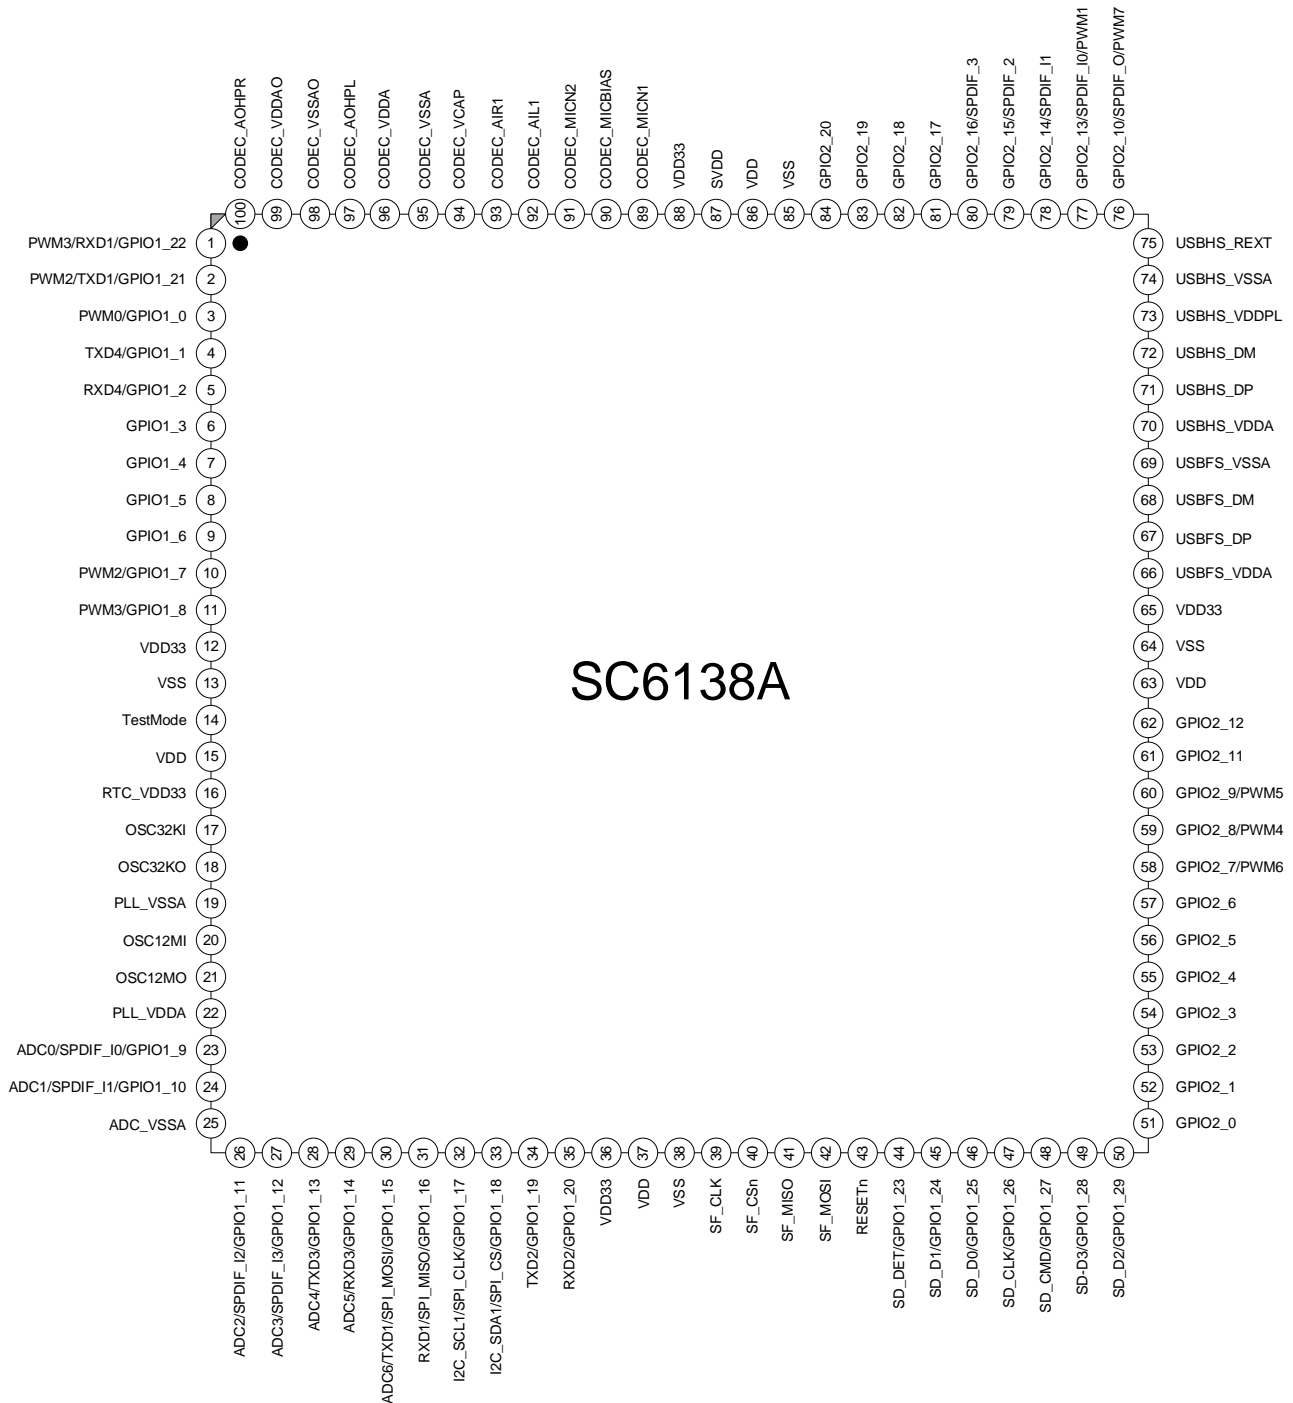 CODEC_AOHPR
CODEC_VDDAO
CODEC_VSSAO
CODEC_AOHPL
CODEC_VDDA
CODEC_VSSA
CODEC_VCAP
CODEC_AIR1
CODEC_AIL1
CODEC_MICN2
CODEC_MICBIAS
CODEC_MICN1
VDD33
SVDD
VDD
VSS
GPIO2_20
GPIO2_19
GPIO2_18
GPIO2_17
GPIO2_16/SPDIF_3
GPIO2_15/SPDIF_2
GPIO2_14/SPDIF_I1
GPIO2_13/SPDIF_I0/PWM1
GPIO2_10/SPDIF_O/PWM7
100
99
98
97
96
95
94
93
92
91
90
89
88
87
86
85
84
83
82
81
80
79
78
77
76
PWM3/RXD1/GPIO1_22 1
PWM2/TXD1/GPIO1_21 2
PWM0/GPIO1_0 3
TXD4/GPIO1_1 4
RXD4/GPIO1_2 5
GPIO1_3 6
GPIO1_4 7
GPIO1_5 8
GPIO1_6 9
PWM2/GPIO1_7 10
PWM3/GPIO1_8 11
VDD33 12
VSS 13
TestMode 14
VDD 15
RTC_VDD33 16
OSC32KI 17
OSC32KO 18
PLL_VSSA 19
OSC12MI 20
OSC12MO 21
PLL_VDDA 22
ADC0/SPDIF_I0/GPIO1_9 23
ADC1/SPDIF_I1/GPIO1_10 24
ADC_VSSA 25
SC6138A
75 USBHS_REXT
74 USBHS_VSSA
73 USBHS_VDDPL
72 USBHS_DM
71 USBHS_DP
70 USBHS_VDDA
69 USBFS_VSSA
68 USBFS_DM
67 USBFS_DP
66 USBFS_VDDA
65 VDD33
64 VSS
63 VDD
62 GPIO2_12
61 GPIO2_11
60 GPIO2_9/PWM5
59 GPIO2_8/PWM4
58 GPIO2_7/PWM6
57 GPIO2_6
56 GPIO2_5
55 GPIO2_4
54 GPIO2_3
53 GPIO2_2
52 GPIO2_1
51 GPIO2_0
26
27
28
29
30
31
32
33
34
35
36
37
38
39
40
41
42
43
44
45
46
47
48
49
50
ADC2/SPDIF_I2/GPIO1_11
ADC3/SPDIF_I3/GPIO1_12
ADC4/TXD3/GPIO1_13
ADC5/RXD3/GPIO1_14
ADC6/TXD1/SPI_MOSI/GPIO1_15
RXD1/SPI_MISO/GPIO1_16
I2C_SCL1/SPI_CLK/GPIO1_17
I2C_SDA1/SPI_CS/GPIO1_18
TXD2/GPIO1_19
RXD2/GPIO1_20
VDD33
VDD
VSS
SF_CLK
SF_CSn
SF_MISO
SF_MOSI
RESETn
SD_DET/GPIO1_23
SD_D1/GPIO1_24
SD_D0/GPIO1_25
SD_CLK/GPIO1_26
SD_CMD/GPIO1_27
SD-D3/GPIO1_28
SD_D2/GPIO1_29